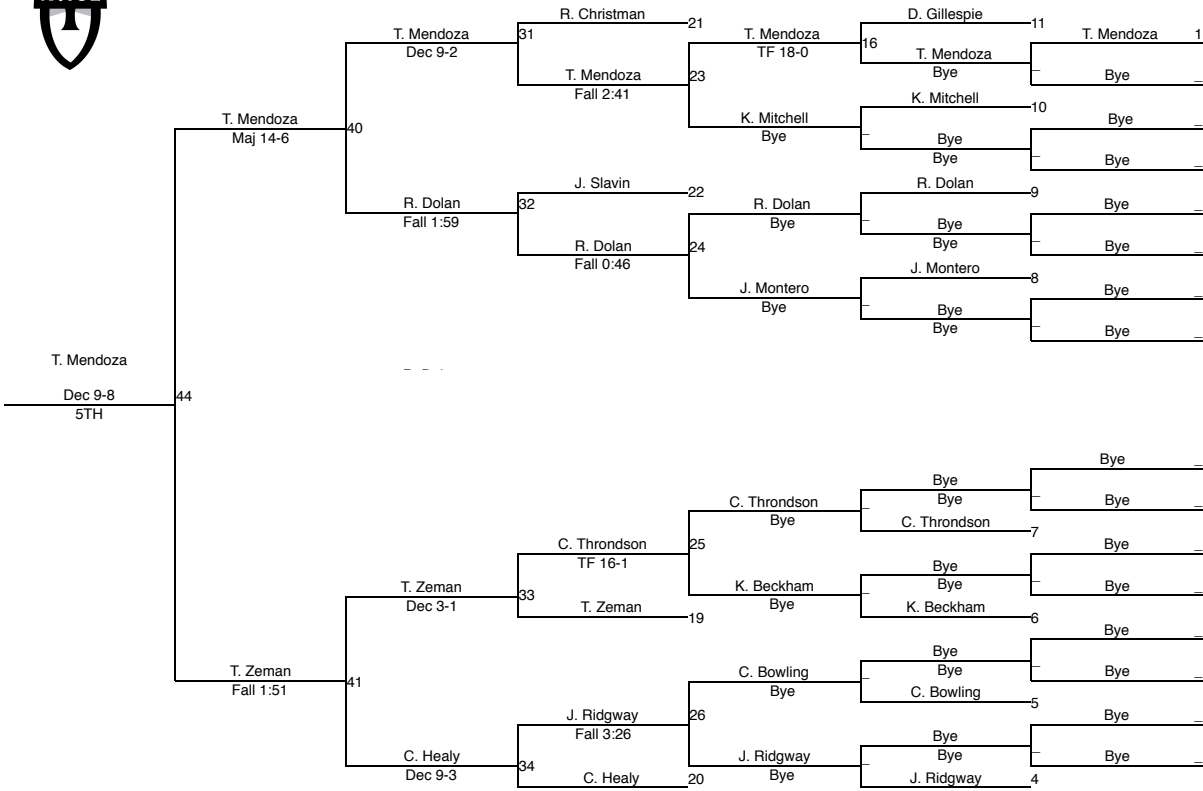 R. Christman
21
D. Gillespie
11
T. Mendoza
31
T. Mendoza
16
T. Mendoza
1
Dec 9-2
TF 18-0
T. Mendoza
Bye
T. Mendoza
23
Bye
Fall 2:41
K. Mitchell
10
T. Mendoza
40
K. Mitchell
Bye
Maj 14-6
Bye
Bye
Bye
Bye
J. Slavin
22
R. Dolan
9
R. Dolan
32
R. Dolan
Bye
Fall 1:59
Bye
Bye
R. Dolan
24
Bye
Bye
Fall 0:46
J. Montero
8
J. Montero
Bye
Bye
Bye
Bye
Bye
T. Mendoza
Dec 9-8
44
5TH
Bye
Bye
C. Throndson
Bye
Bye
Bye
C. Throndson
7
C. Throndson
25
Bye
TF 16-1
Bye
T. Zeman
33
K. Beckham
Bye
Bye
Dec 3-1
T. Zeman
19
Bye
K. Beckham
6
Bye
T. Zeman
41
C. Bowling
Bye
Bye
Fall 1:51
Bye
Bye
C. Bowling
5
J. Ridgway
26
Bye
Fall 3:26
Bye
C. Healy
34
J. Ridgway
Bye
Bye
Dec 9-3
C. Healy
20
Bye
J. Ridgway
4